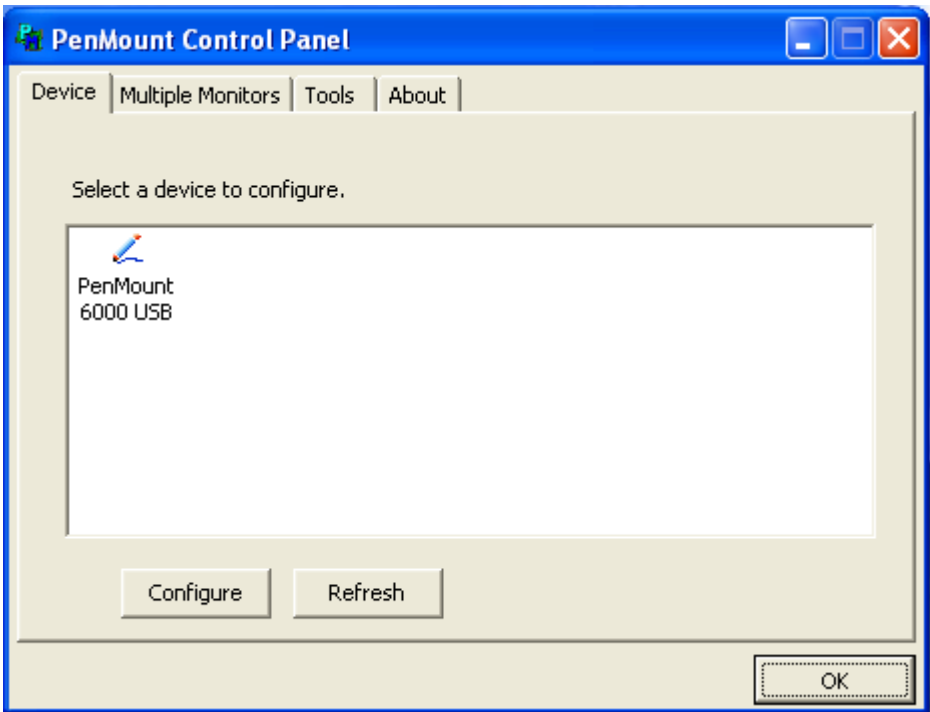 PenMount Control Panel
Device Multiple Monitors Tools About
Select a device to configure.
PenMount
6000 USB
Configure Refresh
OK